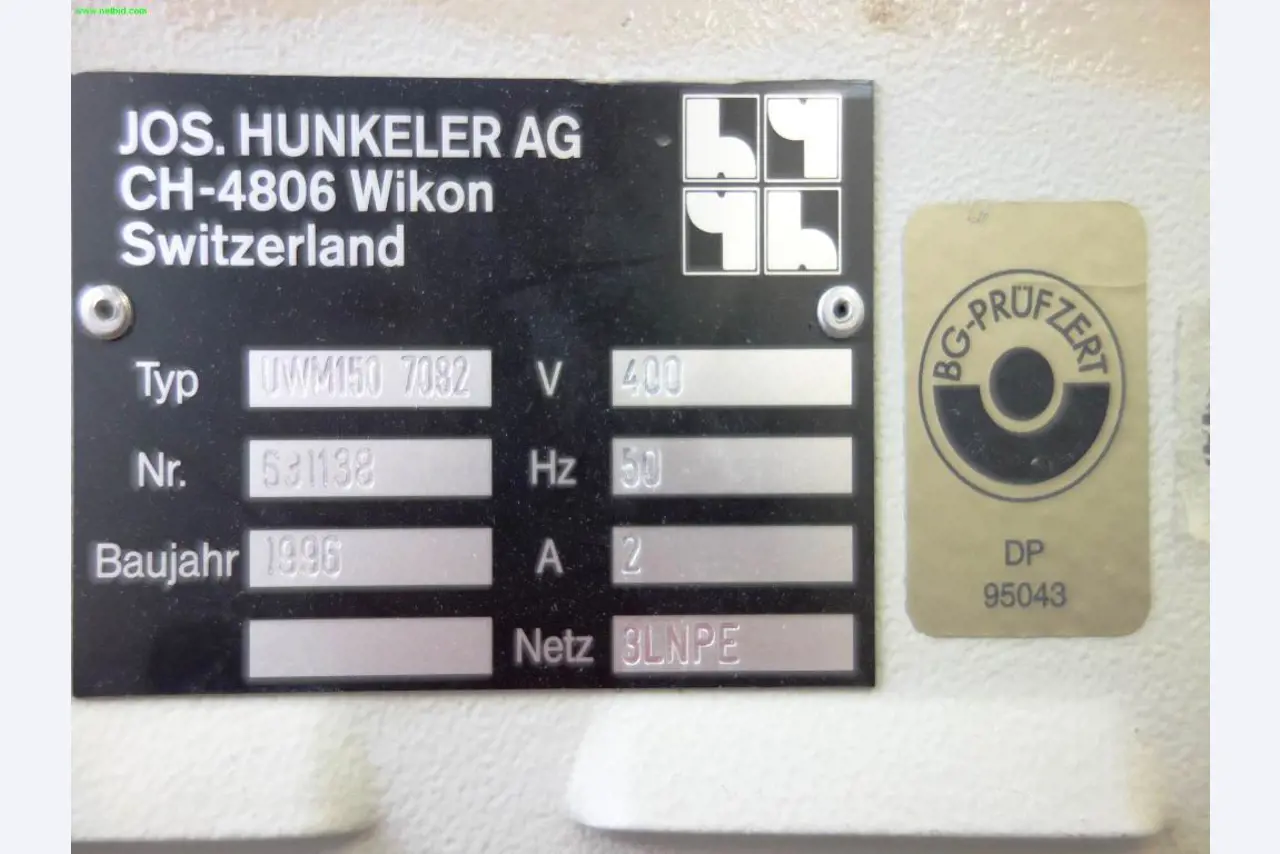 www.netbid.com
JOS. HUNKELER AG
CH-4806 Wikon
Switzerland
Typ UWM150 7082 V 400
Nr. 631138 Hz 50
Baujahr 1996 A 2
Netz 3LNPE
BG-PRÜFZERT
DP
95043